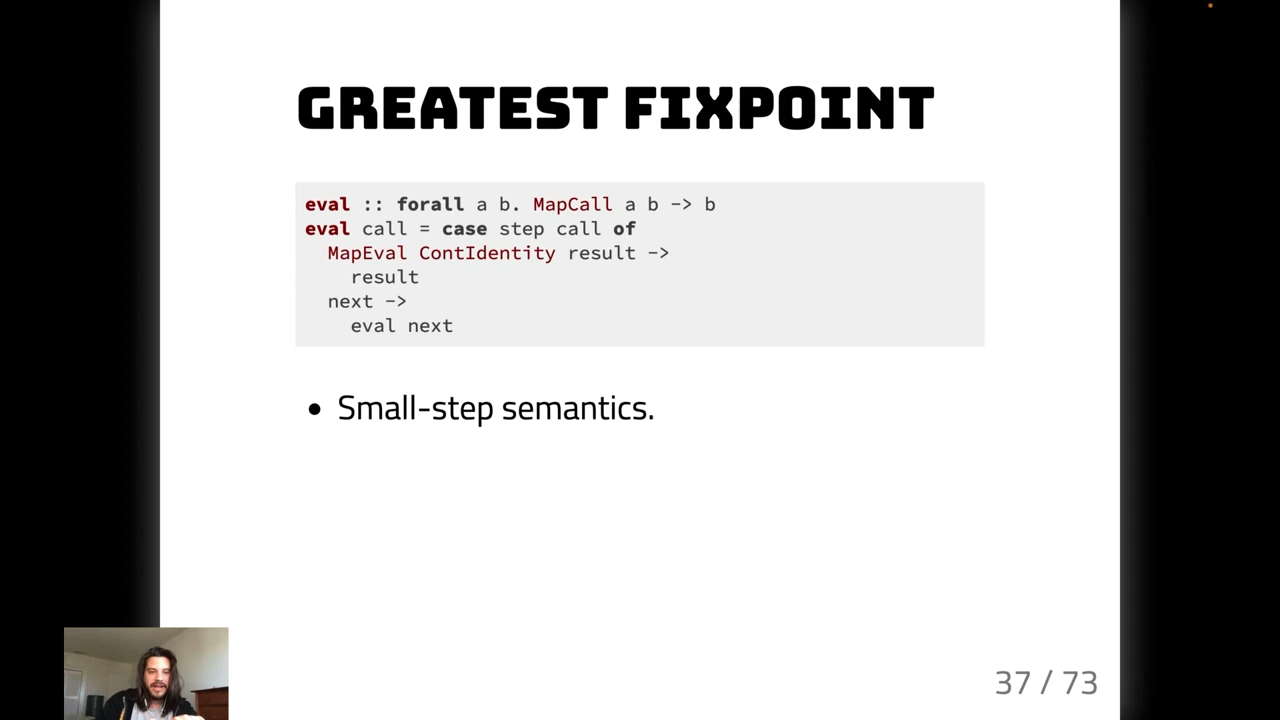 GREATEST FIXPOINT
eval :: forall a b. MapCall a b -> b
eval call = case step call of
  MapEval ContIdentity result ->
    result
  next ->
    eval next
• Small-step semantics.
37 / 73